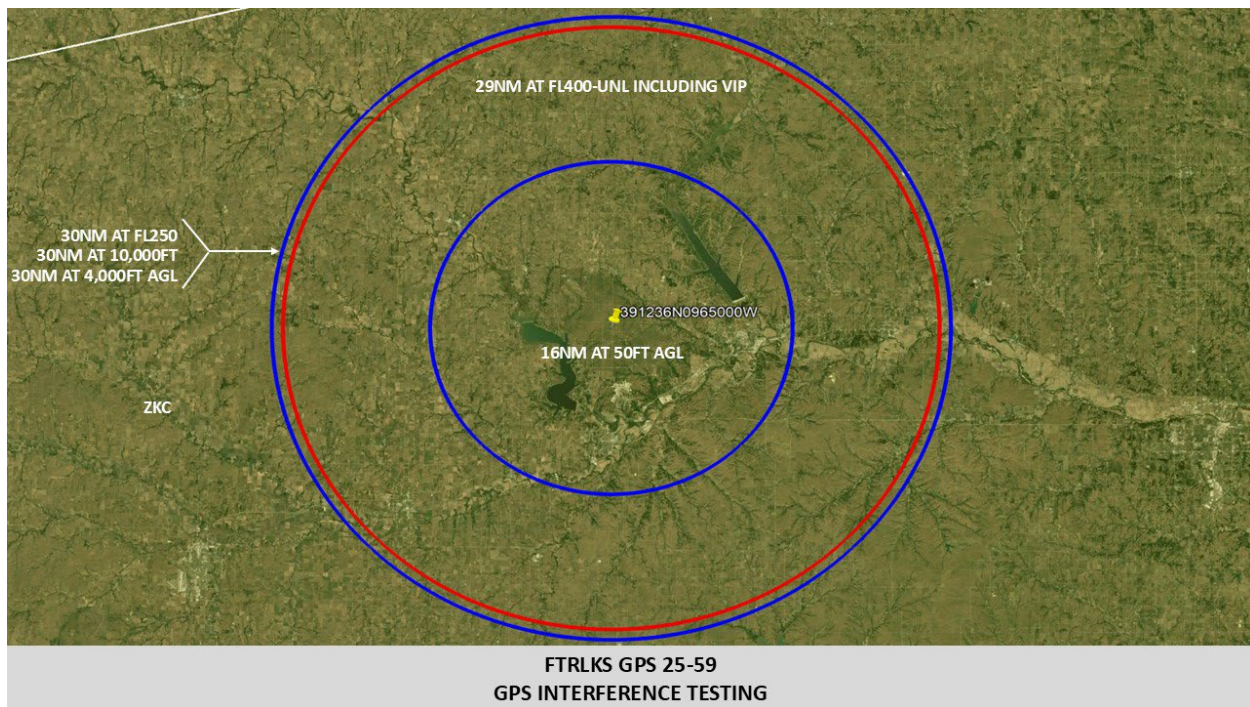 29NM AT FL400-UNL INCLUDING VIP
30NM AT FL250
30NM AT 10,000FT
30NM AT 4,000FT AGL
391236N0965000W
16NM AT 50FT AGL
ZKC
FTRLKS GPS 25-59
GPS INTERFERENCE TESTING